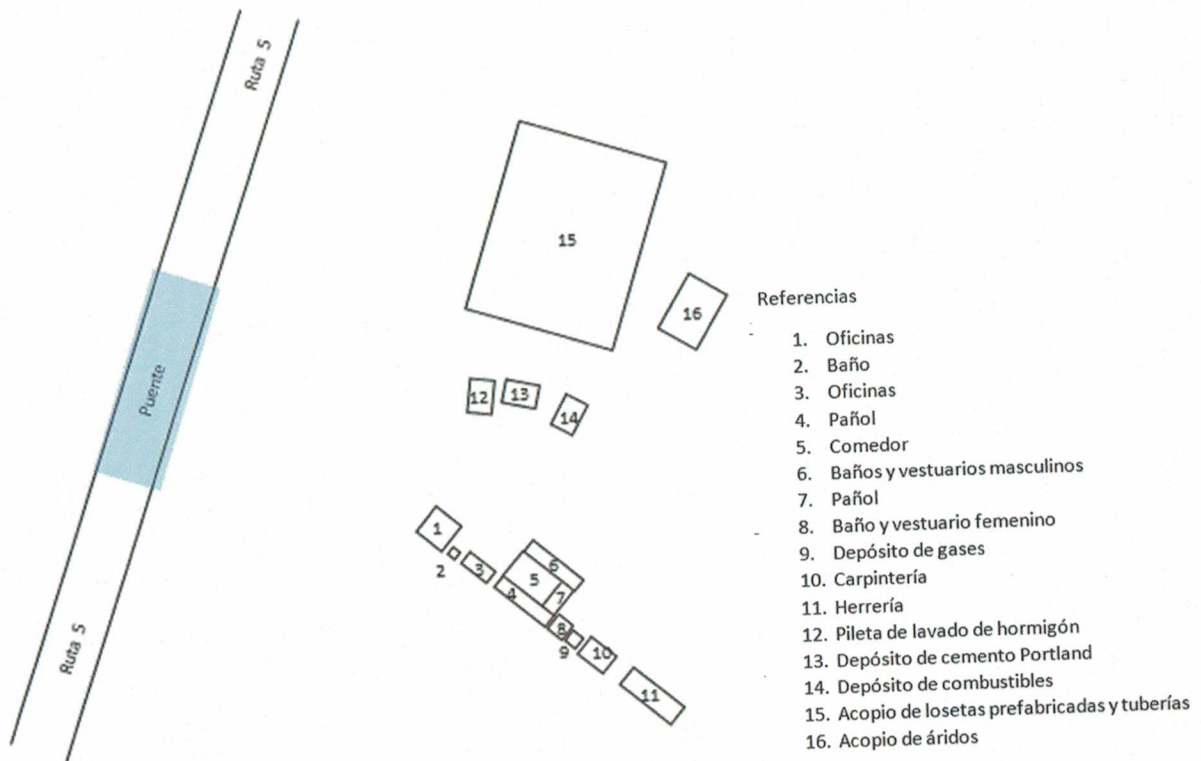 Ruta 5
15
16
Puente
12
13
14
1
2
3
4
5
6
7
8
9
10
11
Ruta 5
Referencias
1. Oficinas
2. Baño
3. Oficinas
4. Pañol
5. Comedor
6. Baños y vestuarios masculinos
7. Pañol
8. Baño y vestuario femenino
9. Depósito de gases
10. Carpintería
11. Herrería
12. Pileta de lavado de hormigón
13. Depósito de cemento Portland
14. Depósito de combustibles
15. Acopio de losetas prefabricadas y tuberías
16. Acopio de áridos